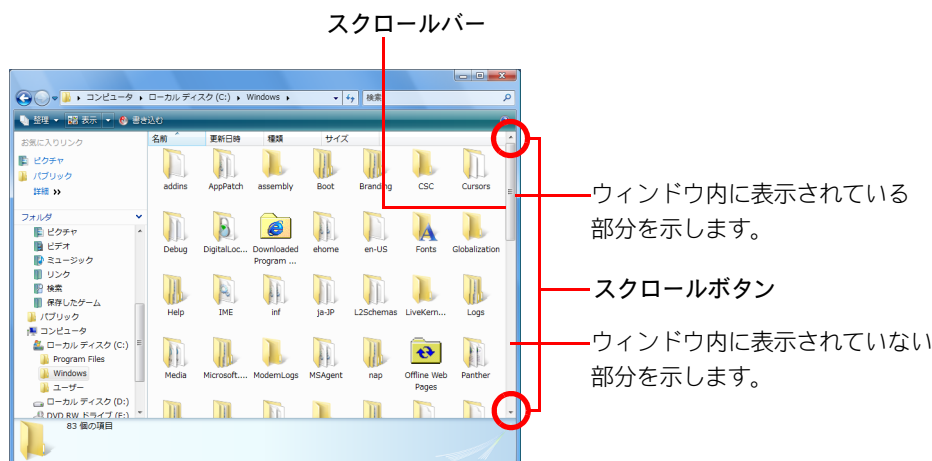 スクロールバー
コンピュータ ローカル ディスク (C:) Windows 検索
整理 表示 書き込む
お気に入りリンク
ピクチャ
パブリック
詳細
フォルダ
ピクチャ
ビデオ
ミュージック
リンク
検索
保存したゲーム
パブリック
コンピュータ
ローカル ディスク (C:)
Program Files
Windows
ユーザー
ローカル ディスク (D:)
DVD RW ドライブ (E:)
名前 更新日時 種類 サイズ
addins AppPatch assembly Boot Branding CSC Cursors
Debug DigitalLoc... Downloaded Program ... ehome en-US Fonts Globalization
Help IME inf ja-JP L2Schemas LiveKern... Logs
Media Microsoft.... ModemLogs MSAgent nap Offline Web Pages Panther
83 個の項目
ウィンドウ内に表示されている
部分を示します。
スクロールボタン
ウィンドウ内に表示されていない
部分を示します。